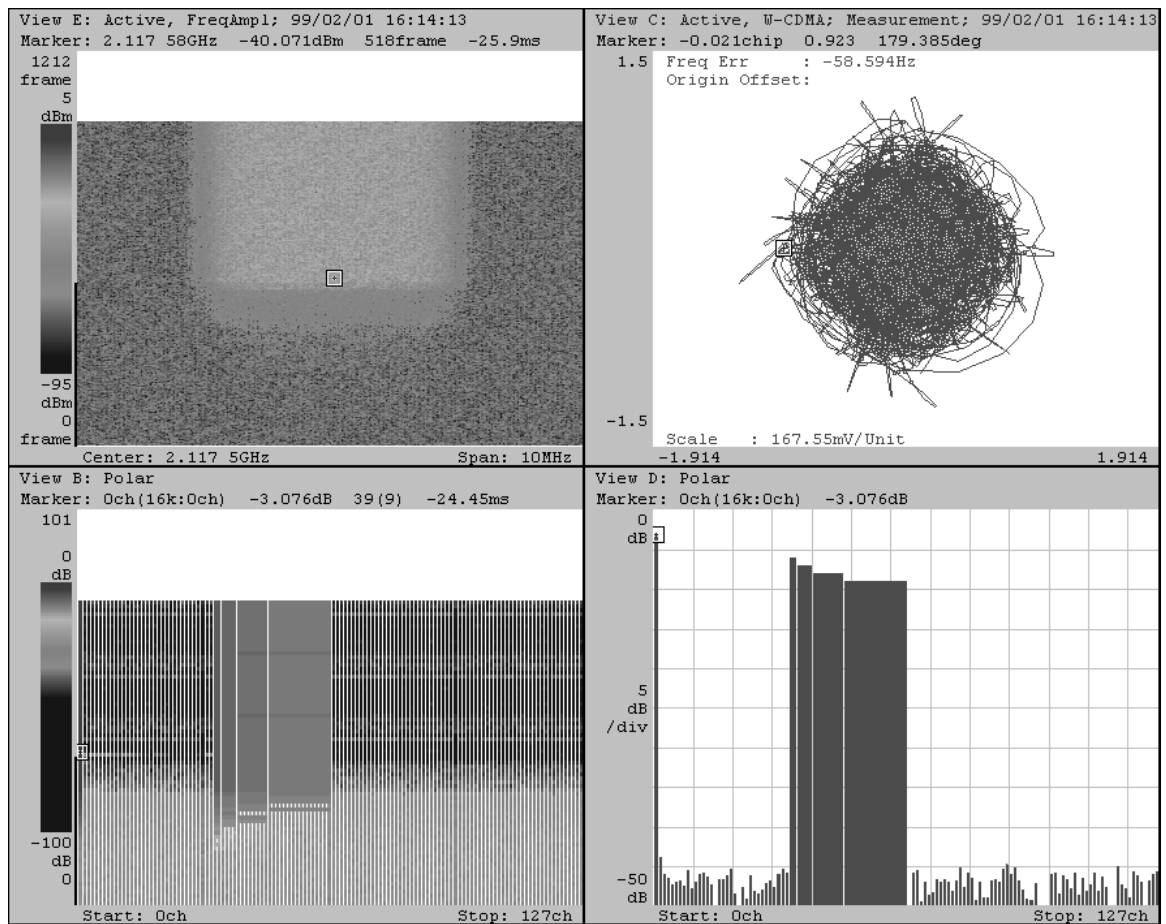 View E: Active, FreqAmpl; 99/02/01 16:14:13
Marker: 2.117 58GHz -40.071dBm 518frame -25.9ms
1212
frame
5
dBm
-95
dBm
0
frame
Center: 2.117 5GHz Span: 10MHz
View C: Active, W-CDMA; Measurement; 99/02/01 16:14:13
Marker: -0.021chip 0.923 179.385deg
1.5
Freq Err : -58.594Hz
Origin Offset:
-1.5
Scale : 167.55mV/Unit
-1.914 1.914
View B: Polar
Marker: 0ch(16k:0ch) -3.076dB 39(9) -24.45ms
101
0
dB
-100
dB
0
Start: 0ch Stop: 127ch
View D: Polar
Marker: 0ch(16k:0ch) -3.076dB
0
dB
5
dB
/div
-50
dB
Start: 0ch Stop: 127ch